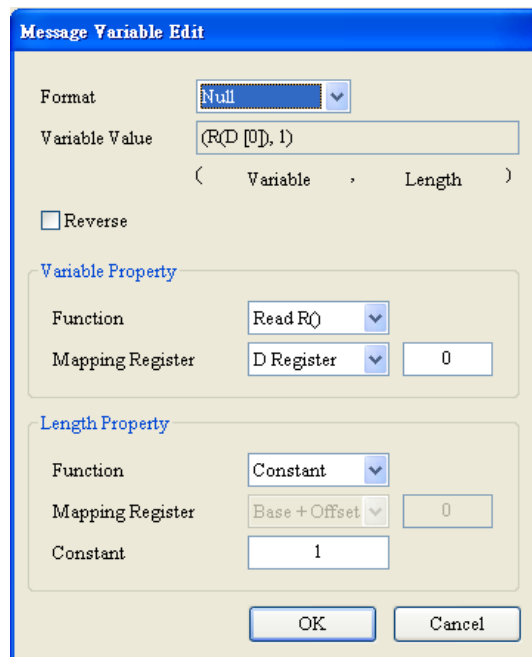 Message Variable Edit
Format Null
Variable Value (R(D [0]), 1)
( Variable , Length )
Reverse
Variable Property
Function Read R()
Mapping Register D Register 0
Length Property
Function Constant
Mapping Register Base + Offset 0
Constant 1
OK Cancel